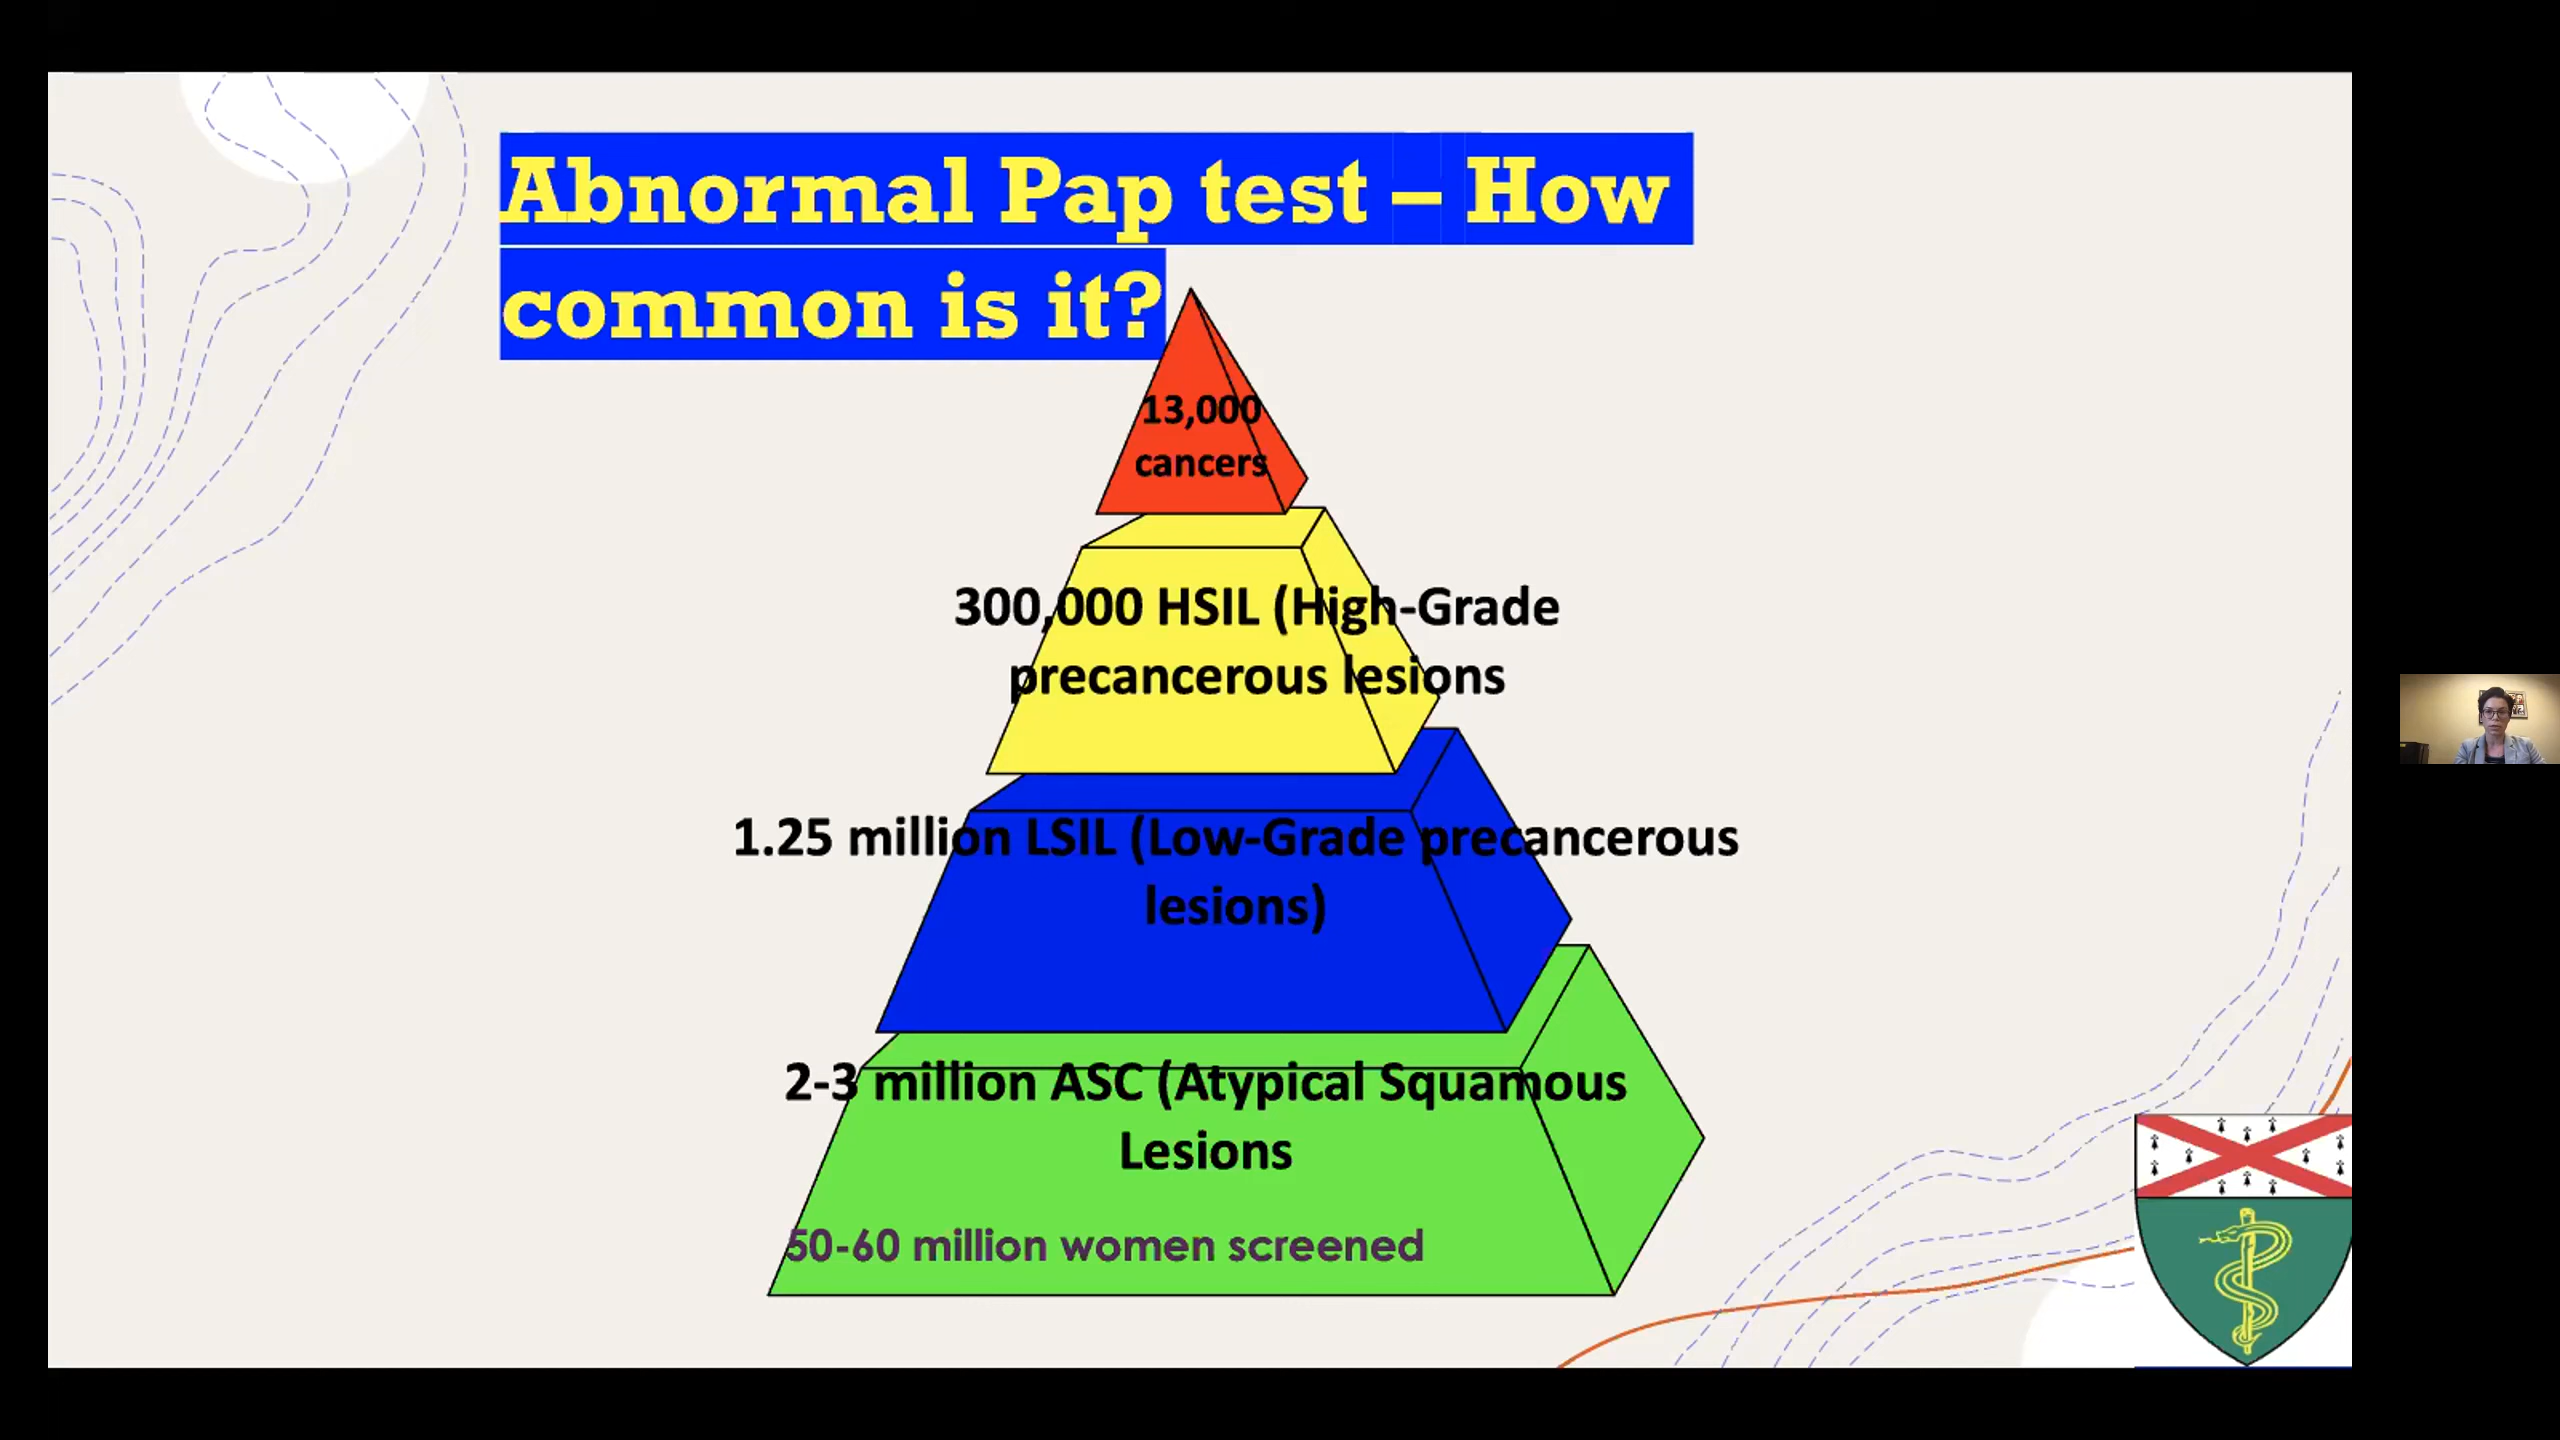 Abnormal Pap test – How
common is it?
13,000
cancers
300,000 HSIL (High-Grade
precancerous lesions
1.25 million LSIL (Low-Grade precancerous
lesions)
2-3 million ASC (Atypical Squamous
Lesions
50-60 million women screened